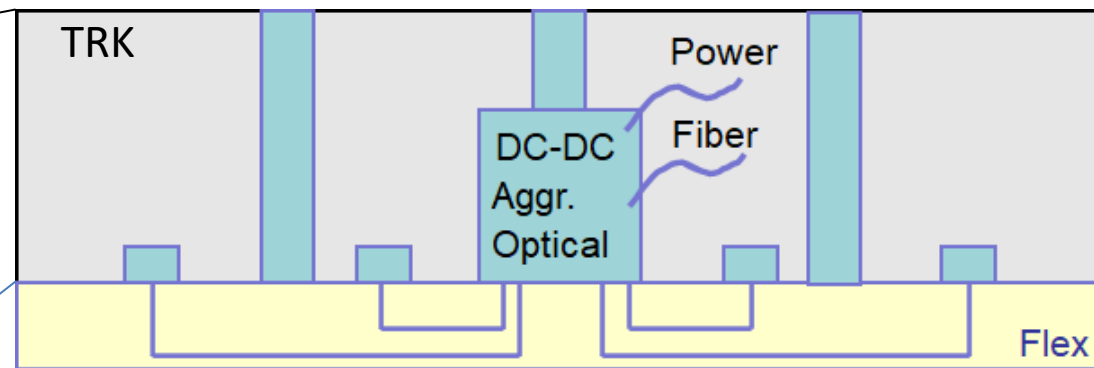 TRK
Power
Fiber
DC-DC
Aggr.
Optical
Flex